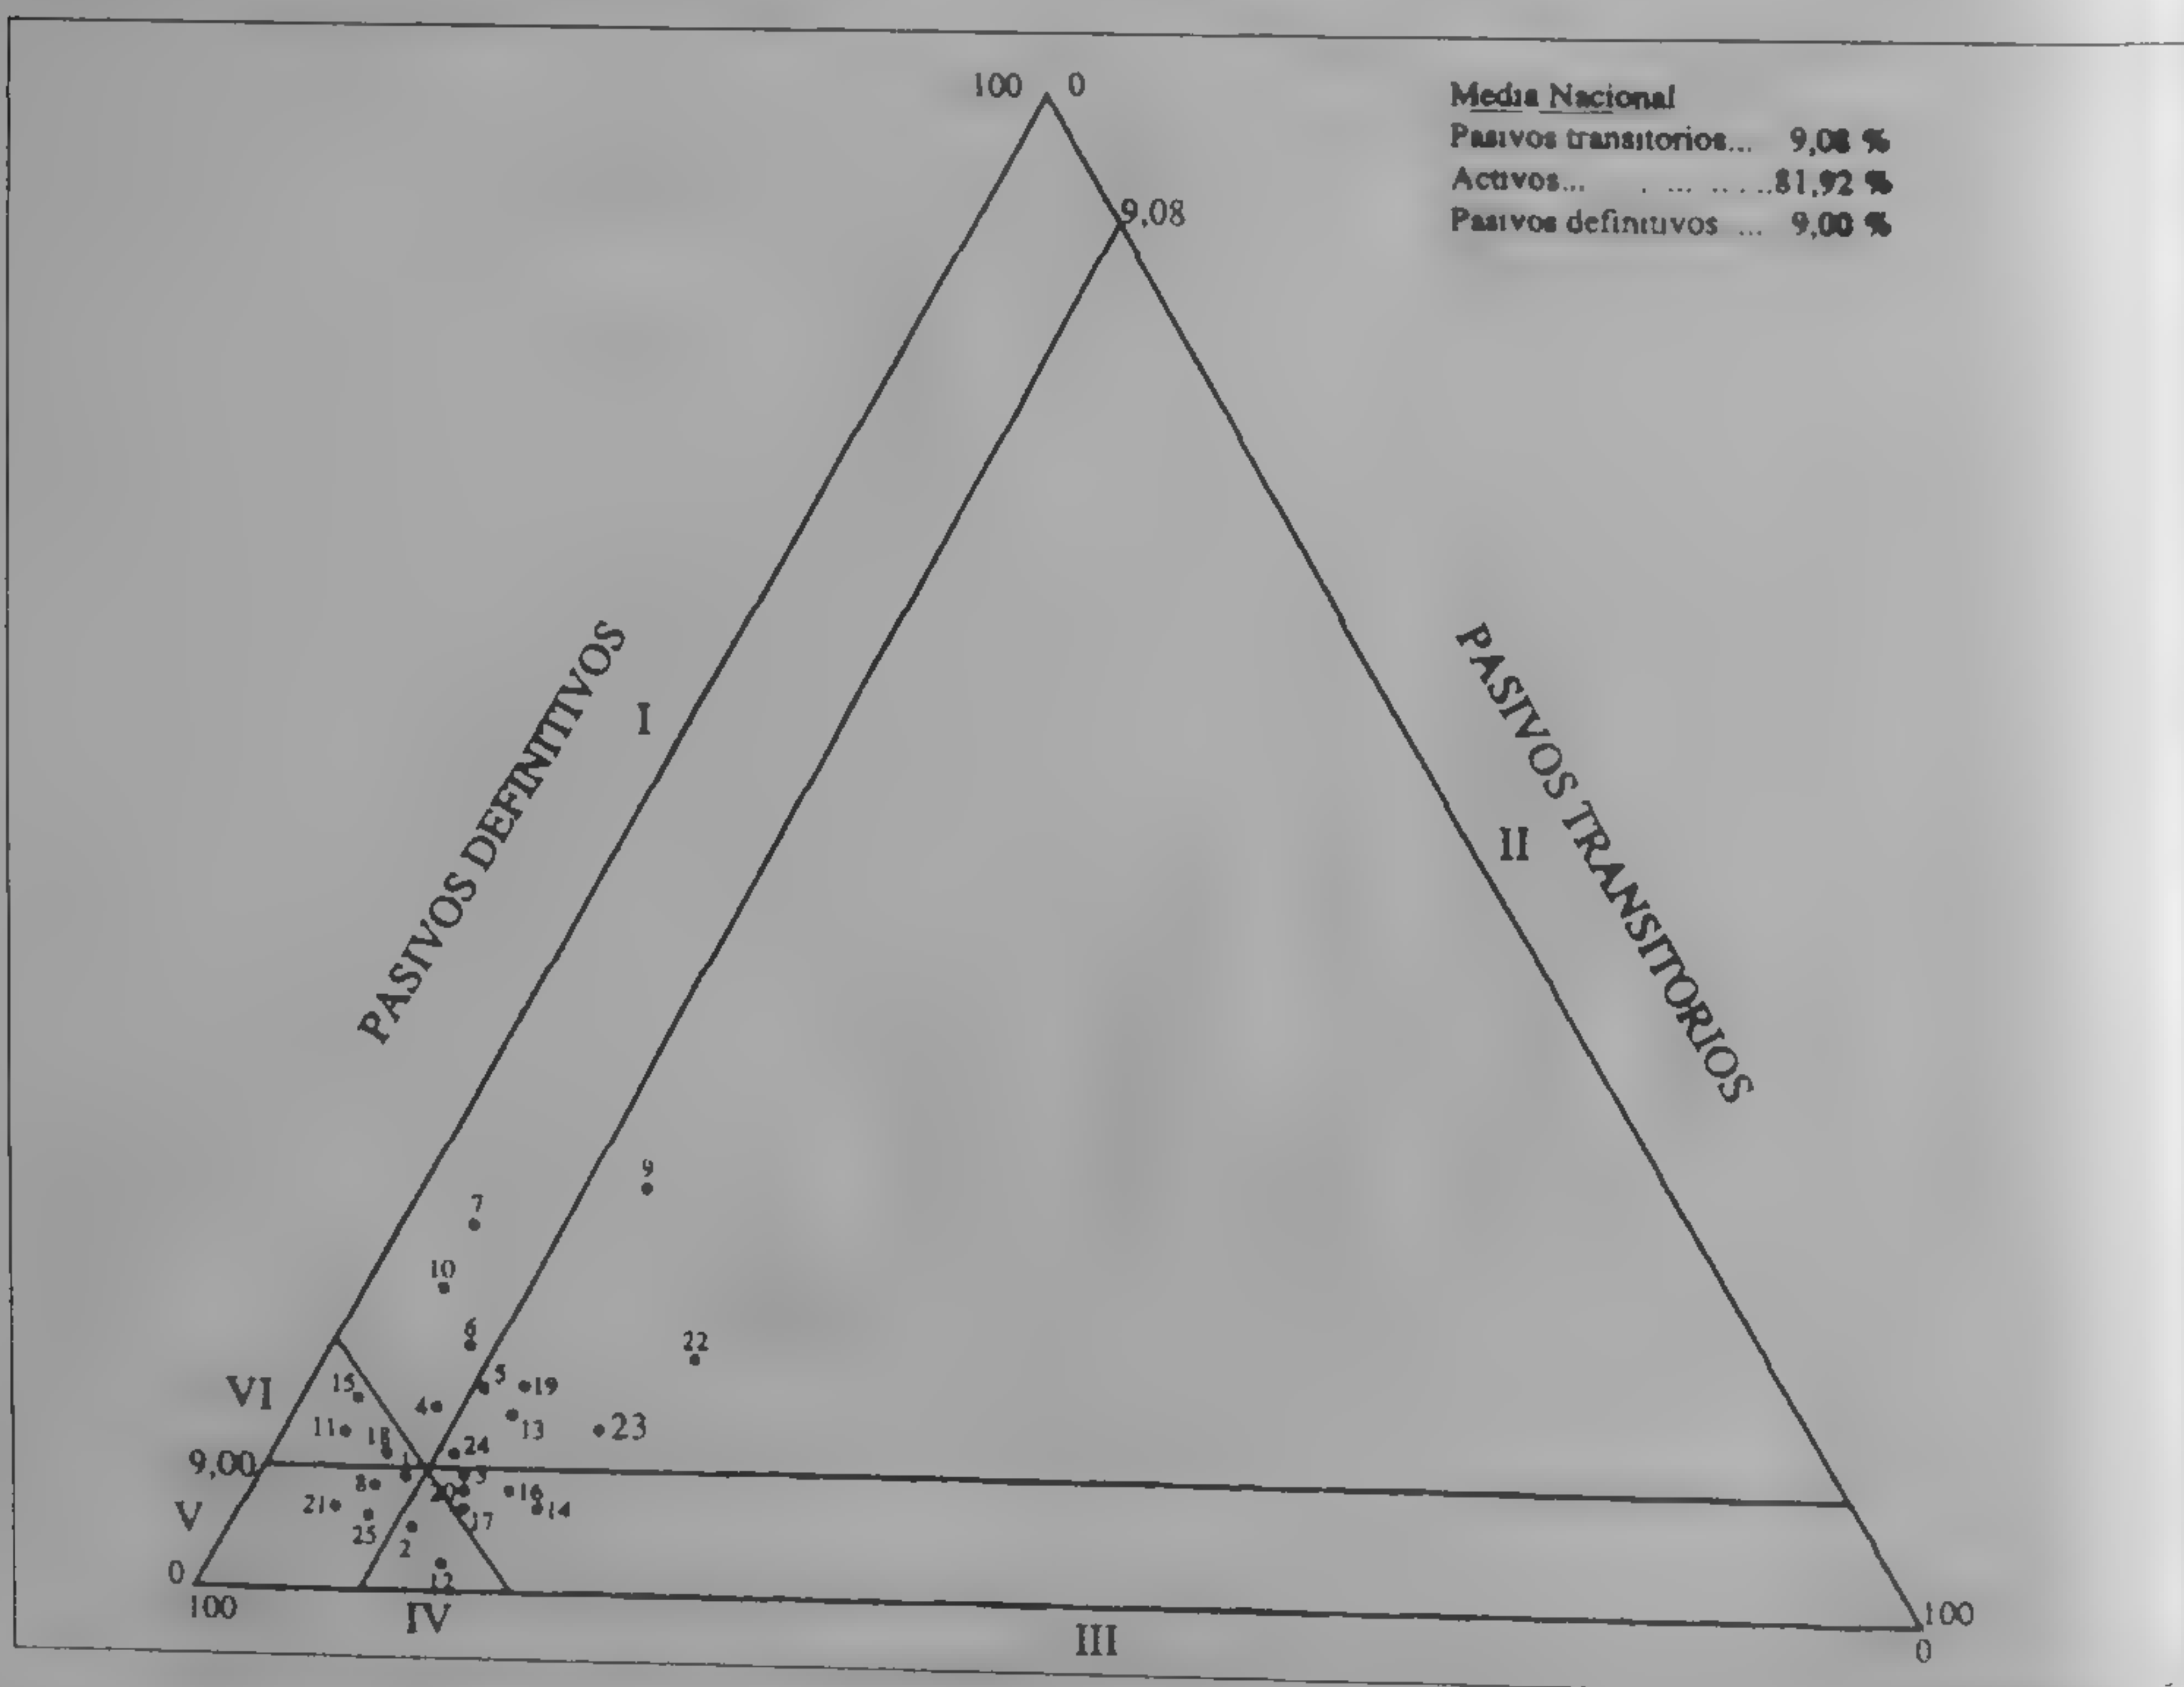 100 0
Media Nacional
Pasivos transitorios... 9,08 %
Activos... . ... .. . ..81,92 %
Pasivos definitivos ... 9,00 %
9,08
PASIVOS DEFINITIVOS
I
PASIVOS TRANSITORIOS
II
9
7
10
6
22
5
19
VI
15
4
13
23
11
18
24
9,00
1
3
8
20
16
V
21
14
25
17
2
0
12
100
IV
III
100
0